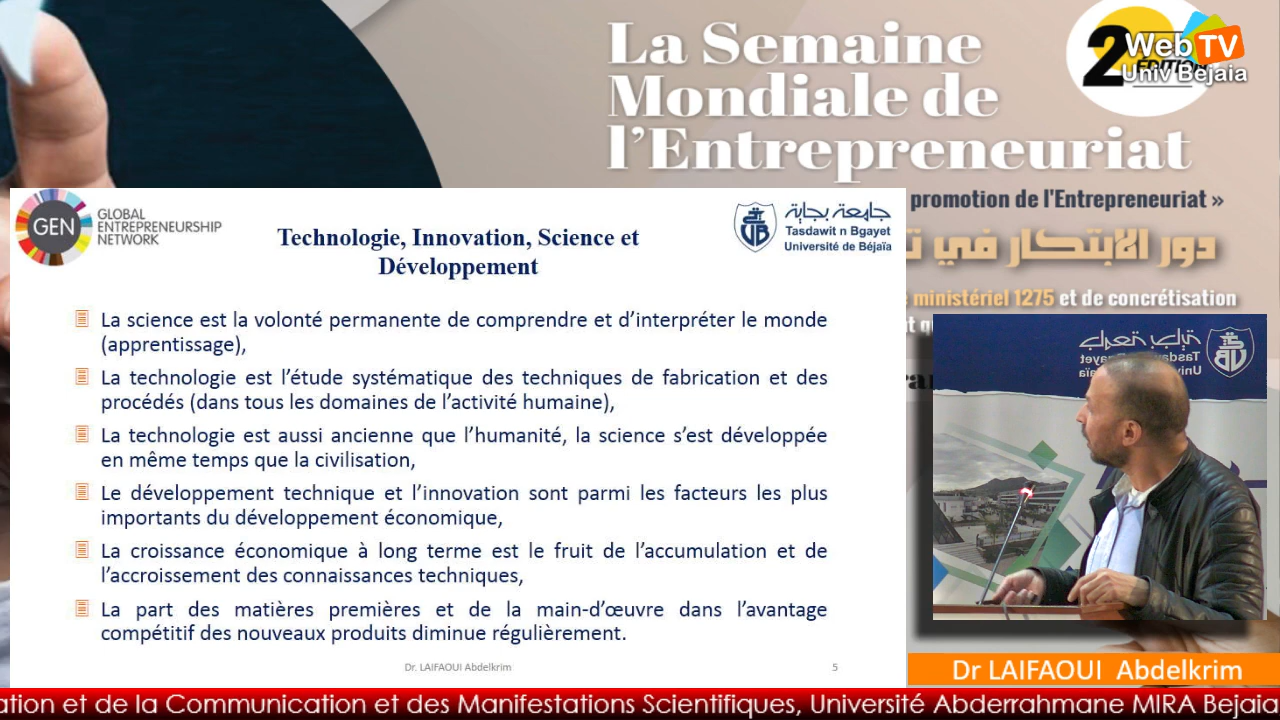 La Semaine
Mondiale de
l'Entrepreneuriat
2
ÉDITION
Web TV
Univ Bejaia
promotion de l'Entrepreneuriat »
دور الابتكار في
ministériel 1275 et de concrétisation
GEN
GLOBAL
ENTREPRENEURSHIP
NETWORK
جامعة بجاية
Tasdawit n Bgayet
Université de Béjaïa
Technologie, Innovation, Science et
Développement
La science est la volonté permanente de comprendre et d'interpréter le monde
(apprentissage),
La technologie est l'étude systématique des techniques de fabrication et des
procédés (dans tous les domaines de l'activité humaine),
La technologie est aussi ancienne que l'humanité, la science s'est développée
en même temps que la civilisation,
Le développement technique et l'innovation sont parmi les facteurs les plus
importants du développement économique,
La croissance économique à long terme est le fruit de l'accumulation et de
l'accroissement des connaissances techniques,
La part des matières premières et de la main-d'œuvre dans l'avantage
compétitif des nouveaux produits diminue régulièrement.
Dr. LAIFAOUI Abdelkrim
5
Dr LAIFAOUI Abdelkrim
ation et de la Communication et des Manifestations Scientifiques, Université Abderrahmane MIRA Bejaia